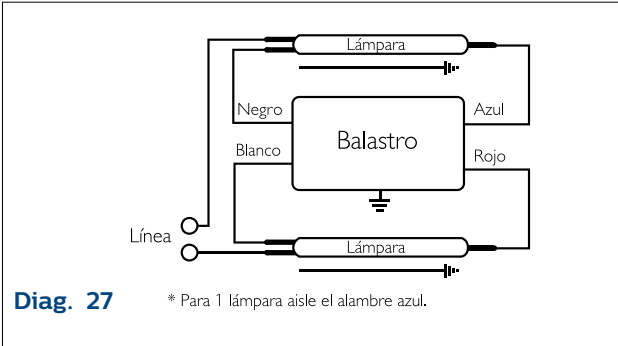 Lámpara
Negro
Azul
Balastro
Blanco
Rojo
Línea
Lámpara
Diag. 27
* Para 1 lámpara aisle el alambre azul.